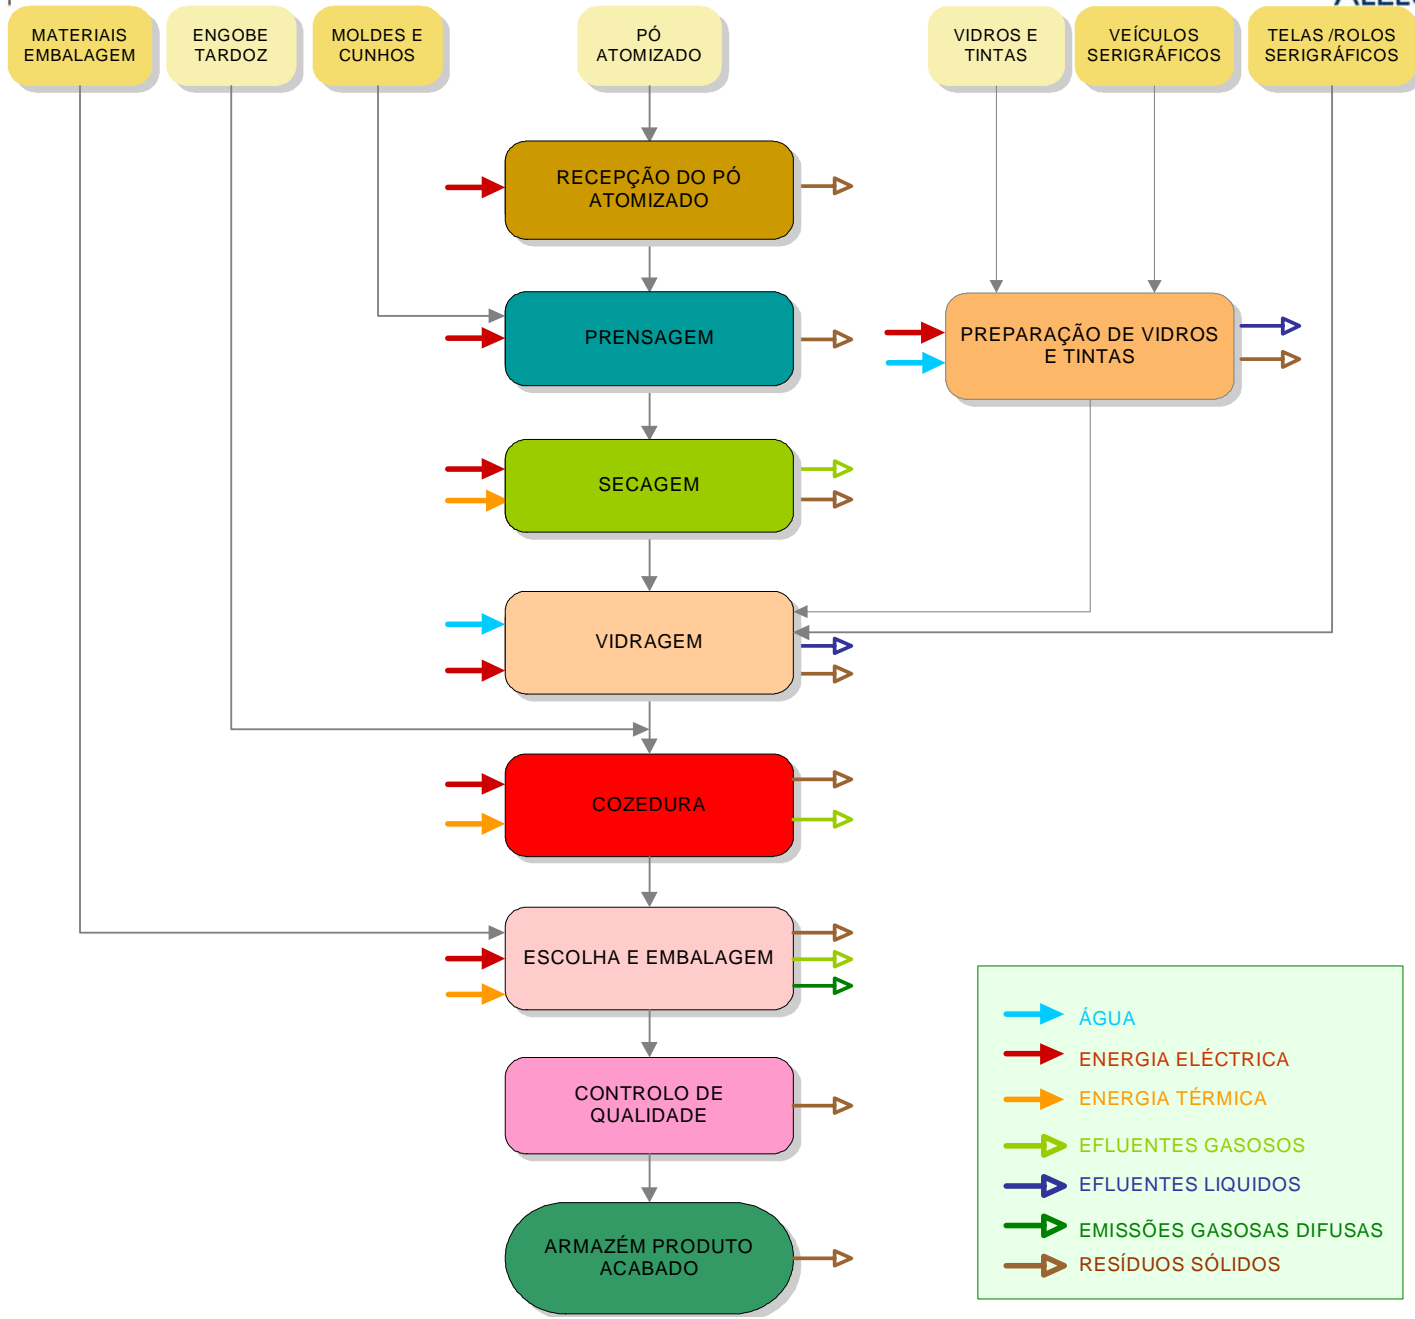 MATERIAIS
EMBALAGEM
ENGOBE
TARDOZ
MOLDES E
CUNHOS
PÓ
ATOMIZADO
VIDROS E
TINTAS
VEÍCULOS
SERIGRÁFICOS
TELAS /ROLOS
SERIGRÁFICOS
RECEPÇÃO DO PÓ
ATOMIZADO
PRENSAGEM
PREPARAÇÃO DE VIDROS
E TINTAS
SECAGEM
VIDRAGEM
COZEDURA
ESCOLHA E EMBALAGEM
CONTROLO DE
QUALIDADE
ARMAZÉM PRODUTO
ACABADO
ÁGUA
ENERGIA ELÉCTRICA
ENERGIA TÉRMICA
EFLUENTES GASOSOS
EFLUENTES LIQUIDOS
EMISSÕES GASOSAS DIFUSAS
RESÍDUOS SÓLIDOS